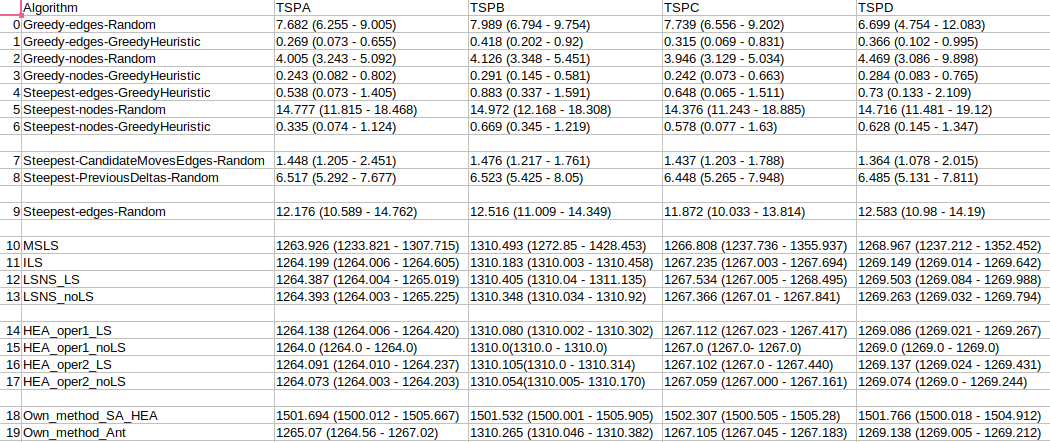 Algorithm TSPA TSPB TSPC TSPD
0 Greedy-edges-Random 7.682 (6.255 - 9.005) 7.989 (6.794 - 9.754) 7.739 (6.556 - 9.202) 6.699 (4.754 - 12.083)
1 Greedy-edges-GreedyHeuristic 0.269 (0.073 - 0.655) 0.418 (0.202 - 0.92) 0.315 (0.069 - 0.831) 0.366 (0.102 - 0.995)
2 Greedy-nodes-Random 4.005 (3.243 - 5.092) 4.126 (3.348 - 5.451) 3.946 (3.129 - 5.034) 4.469 (3.086 - 9.898)
3 Greedy-nodes-GreedyHeuristic 0.243 (0.082 - 0.802) 0.291 (0.145 - 0.581) 0.242 (0.073 - 0.663) 0.284 (0.083 - 0.765)
4 Steepest-edges-GreedyHeuristic 0.538 (0.073 - 1.405) 0.883 (0.337 - 1.591) 0.648 (0.065 - 1.511) 0.73 (0.133 - 2.109)
5 Steepest-nodes-Random 14.777 (11.815 - 18.468) 14.972 (12.168 - 18.308) 14.376 (11.243 - 18.885) 14.716 (11.481 - 19.12)
6 Steepest-nodes-GreedyHeuristic 0.335 (0.074 - 1.124) 0.669 (0.345 - 1.219) 0.578 (0.077 - 1.63) 0.628 (0.145 - 1.347)
7 Steepest-CandidateMovesEdges-Random 1.448 (1.205 - 2.451) 1.476 (1.217 - 1.761) 1.437 (1.203 - 1.788) 1.364 (1.078 - 2.015)
8 Steepest-PreviousDeltas-Random 6.517 (5.292 - 7.677) 6.523 (5.425 - 8.05) 6.448 (5.265 - 7.948) 6.485 (5.131 - 7.811)
9 Steepest-edges-Random 12.176 (10.589 - 14.762) 12.516 (11.009 - 14.349) 11.872 (10.033 - 13.814) 12.583 (10.98 - 14.19)
10 MSLS 1263.926 (1233.821 - 1307.715) 1310.493 (1272.85 - 1428.453) 1266.808 (1237.736 - 1355.937) 1268.967 (1237.212 - 1352.452)
11 ILS 1264.199 (1264.006 - 1264.605) 1310.183 (1310.003 - 1310.458) 1267.235 (1267.003 - 1267.694) 1269.149 (1269.014 - 1269.642)
12 LSNS_LS 1264.387 (1264.004 - 1265.019) 1310.405 (1310.04 - 1311.135) 1267.534 (1267.005 - 1268.495) 1269.503 (1269.084 - 1269.988)
13 LSNS_noLS 1264.393 (1264.003 - 1265.225) 1310.348 (1310.034 - 1310.92) 1267.366 (1267.01 - 1267.841) 1269.263 (1269.032 - 1269.794)
14 HEA_oper1_LS 1264.138 (1264.006 - 1264.420) 1310.080 (1310.002 - 1310.302) 1267.112 (1267.023 - 1267.417) 1269.086 (1269.021 - 1269.267)
15 HEA_oper1_noLS 1264.0 (1264.0 - 1264.0) 1310.0(1310.0 - 1310.0) 1267.0 (1267.0- 1267.0) 1269.0 (1269.0 - 1269.0)
16 HEA_oper2_LS 1264.091 (1264.010 - 1264.237) 1310.105(1310.0 - 1310.314) 1267.102 (1267.0 - 1267.440) 1269.137 (1269.024 - 1269.431)
17 HEA_oper2_noLS 1264.073 (1264.003 - 1264.203) 1310.054(1310.005- 1310.170) 1267.059 (1267.000 - 1267.161) 1269.074 (1269.0 - 1269.244)
18 Own_method_SA_HEA 1501.694 (1500.012 - 1505.667) 1501.532 (1500.001 - 1505.905) 1502.307 (1500.505 - 1505.28) 1501.766 (1500.018 - 1504.912)
19 Own_method_Ant 1265.07 (1264.56 - 1267.02) 1310.265 (1310.046 - 1310.382) 1267.105 (1267.045 - 1267.183) 1269.138 (1269.005 - 1269.212)